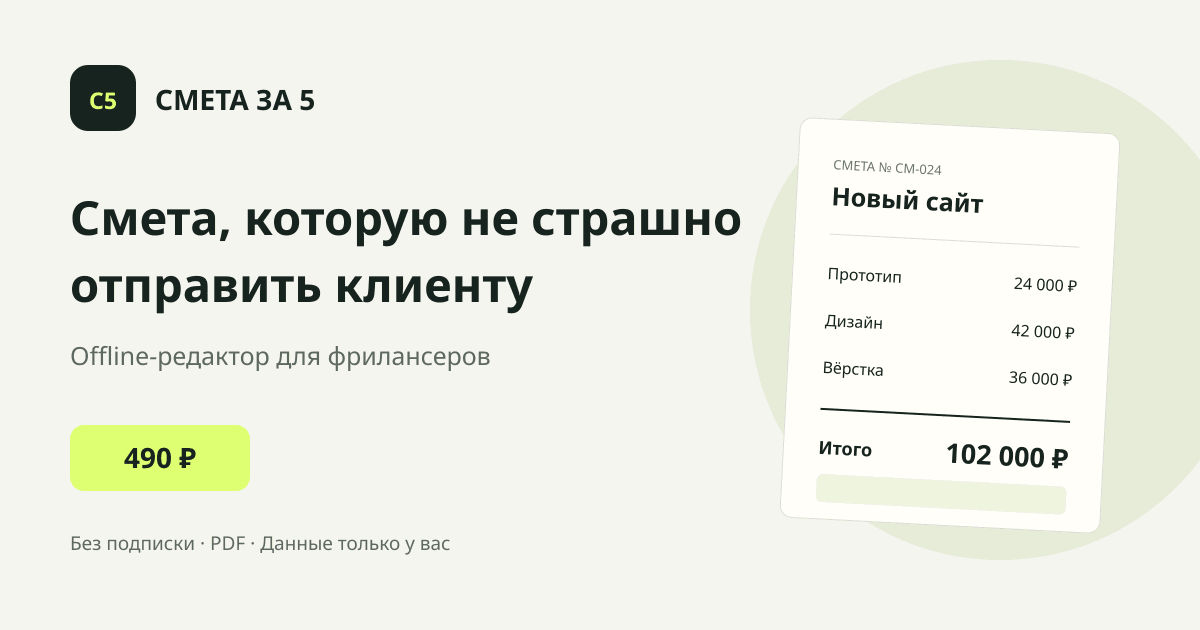 С5
СМЕТА ЗА 5
Смета, которую не страшно
отправить клиенту
Offline-редактор для фрилансеров
490 ₽
Без подписки · PDF · Данные только у вас
СМЕТА № СМ-024
Новый сайт
Прототип 24 000 ₽
Дизайн 42 000 ₽
Вёрстка 36 000 ₽
Итого 102 000 ₽